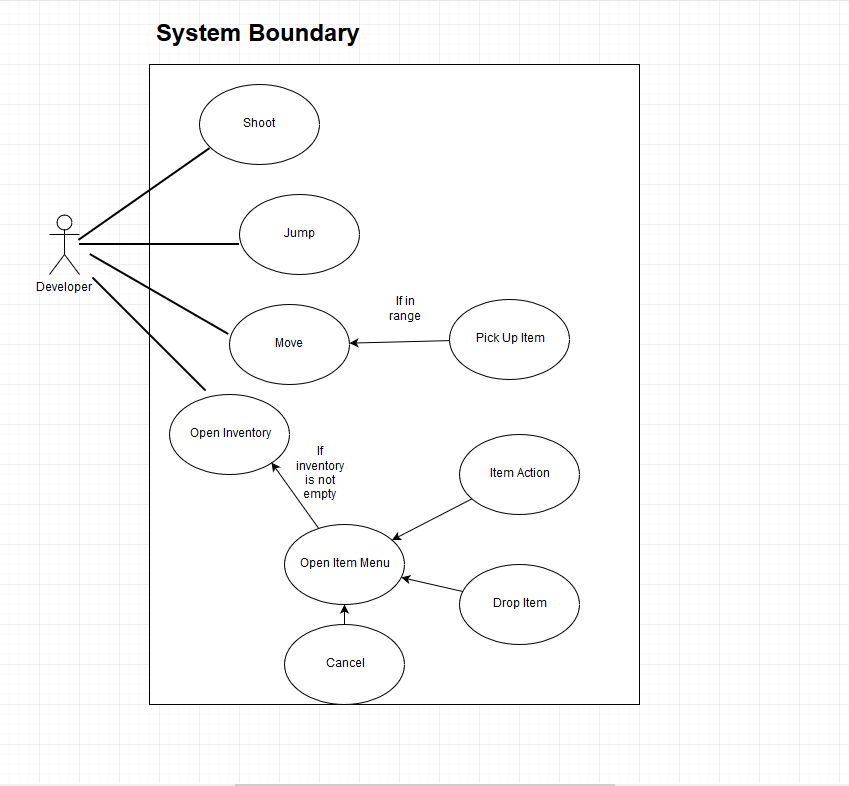 System Boundary
Shoot
Jump
Developer
If in
range
Pick Up Item
Move
Open Inventory
If
inventory
is not
empty
Item Action
Open Item Menu
Drop Item
Cancel